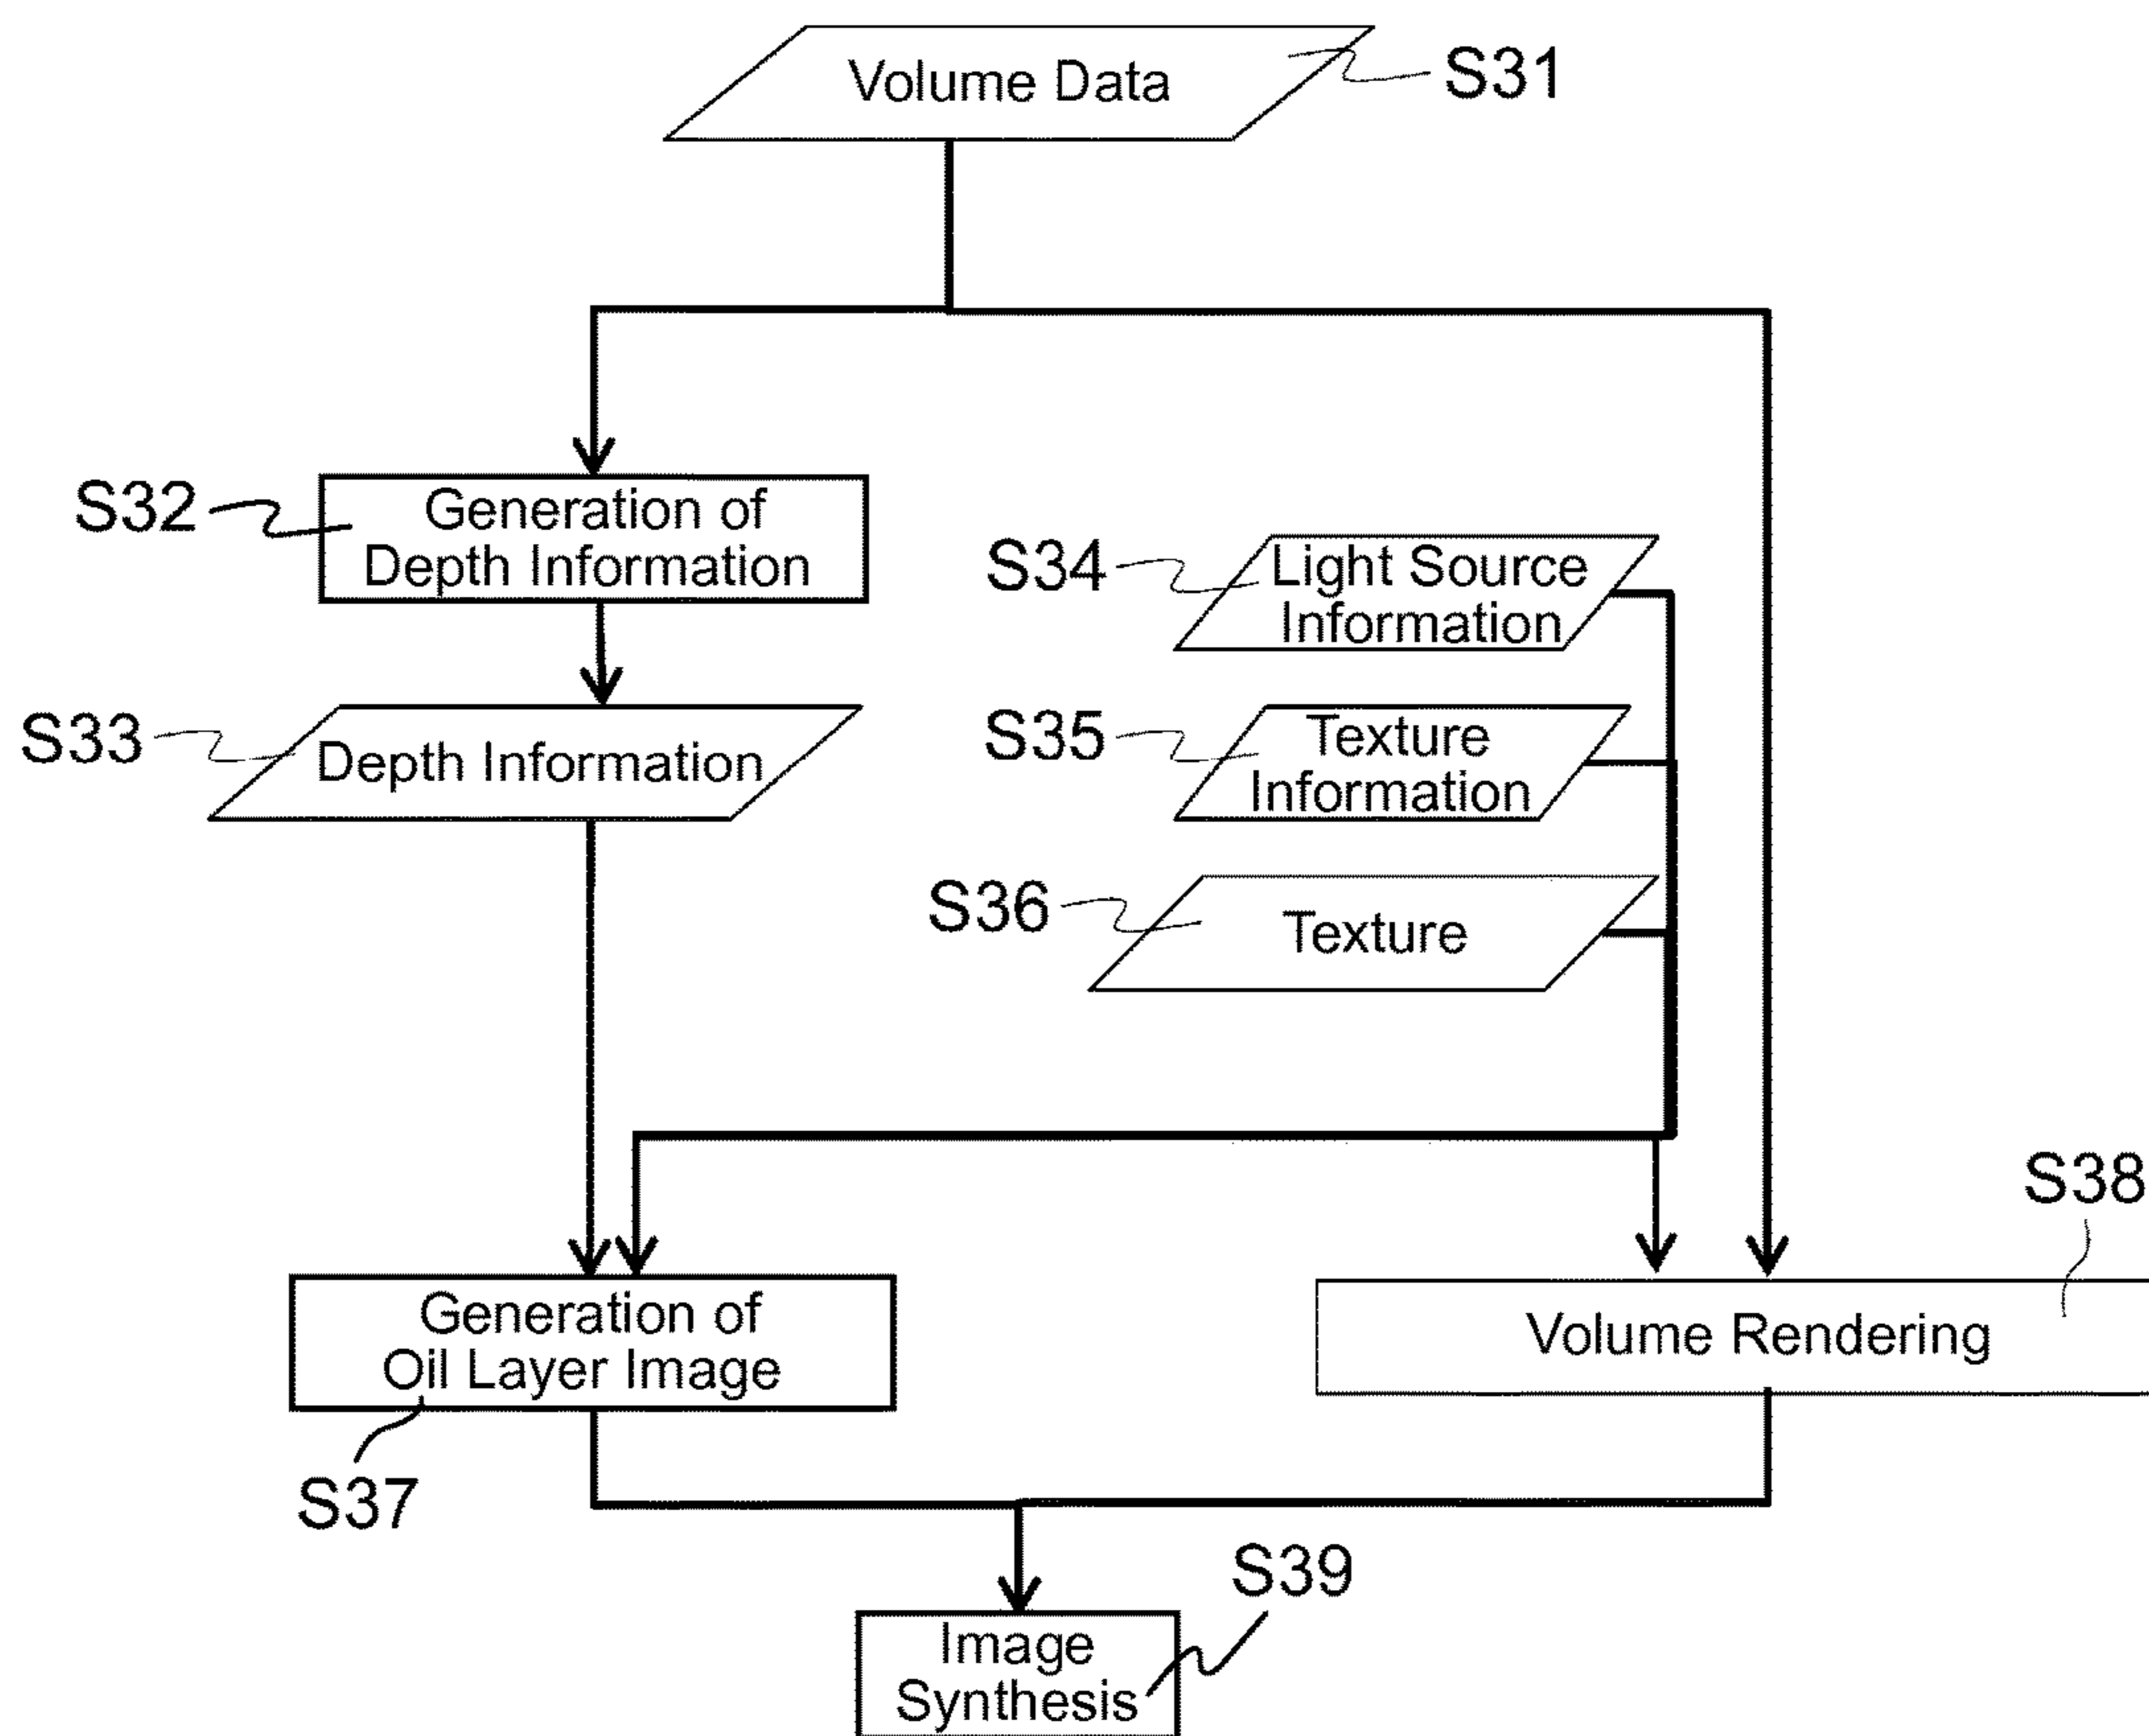 Volume Data
S31
S32
Generation of
Depth Information
S34
Light Source
Information
S33
Depth Information
S35
Texture
Information
S36
Texture
S38
Generation of
Oil Layer Image
Volume Rendering
S37
S39
Image
Synthesis